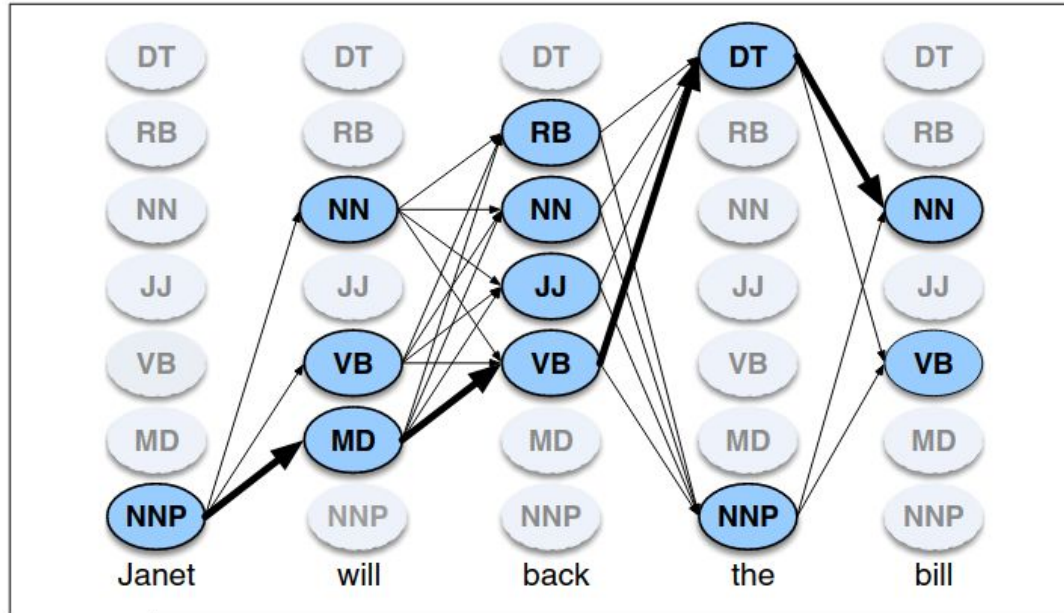 DT DT DT DT DT
RB RB RB RB RB
NN NN NN NN NN
JJ JJ JJ JJ JJ
VB VB VB VB VB
MD MD MD MD MD
NNP NNP NNP NNP NNP
Janet will back the bill